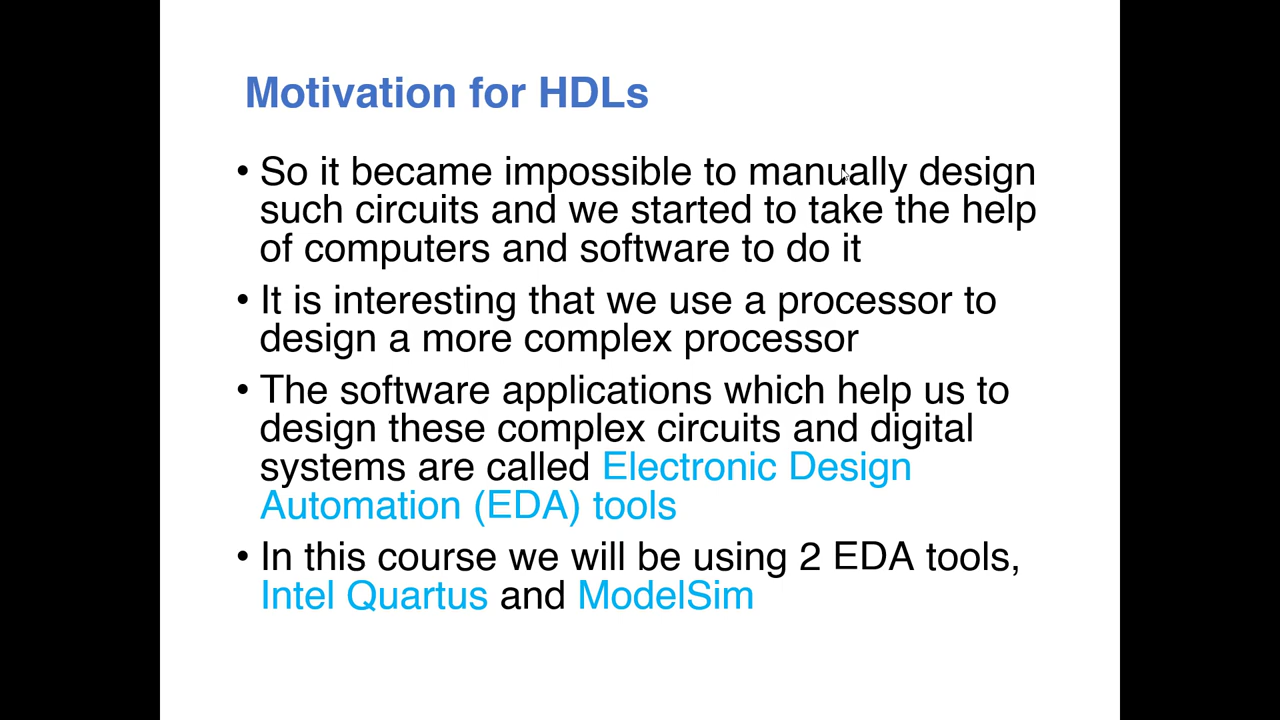 Motivation for HDLs
• So it became impossible to manually design
such circuits and we started to take the help
of computers and software to do it
• It is interesting that we use a processor to
design a more complex processor
• The software applications which help us to
design these complex circuits and digital
systems are called Electronic Design
Automation (EDA) tools
• In this course we will be using 2 EDA tools,
Intel Quartus and ModelSim